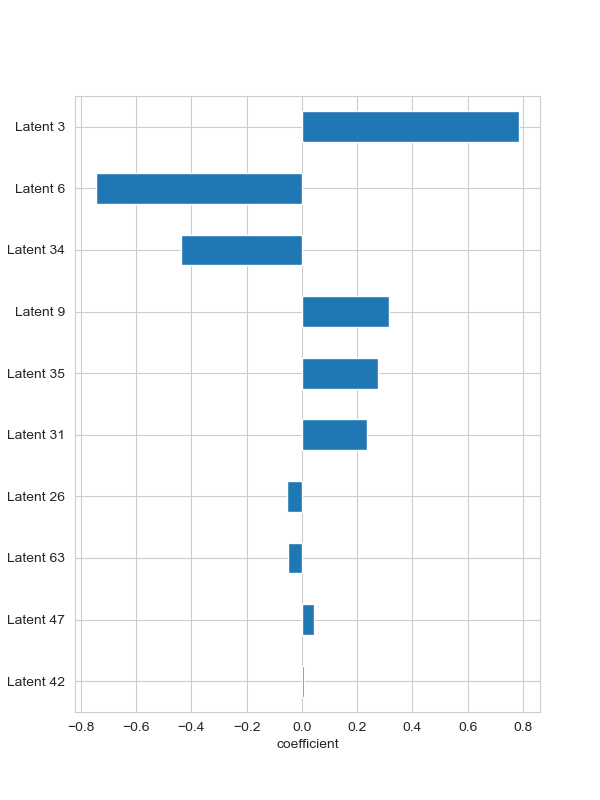 Latent 3
Latent 6
Latent 34
Latent 9
Latent 35
Latent 31
Latent 26
Latent 63
Latent 47
Latent 42
−0.8 −0.6 −0.4 −0.2 0.0 0.2 0.4 0.6 0.8
coefficient